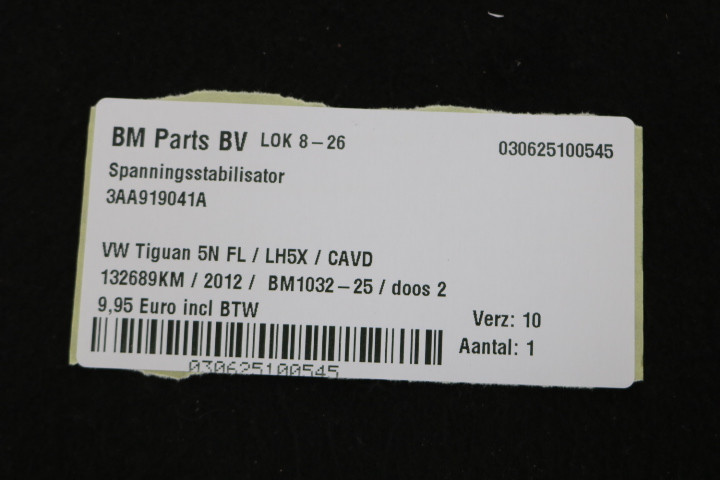 BM Parts BV LOK 8-26 030625100545
Spanningsstabilisator
3AA919041A
VW Tiguan 5N FL / LH5X / CAVD
132689KM / 2012 / BM1032-25 / doos 2
9,95 Euro incl BTW
Verz: 10
Aantal: 1
030625100545